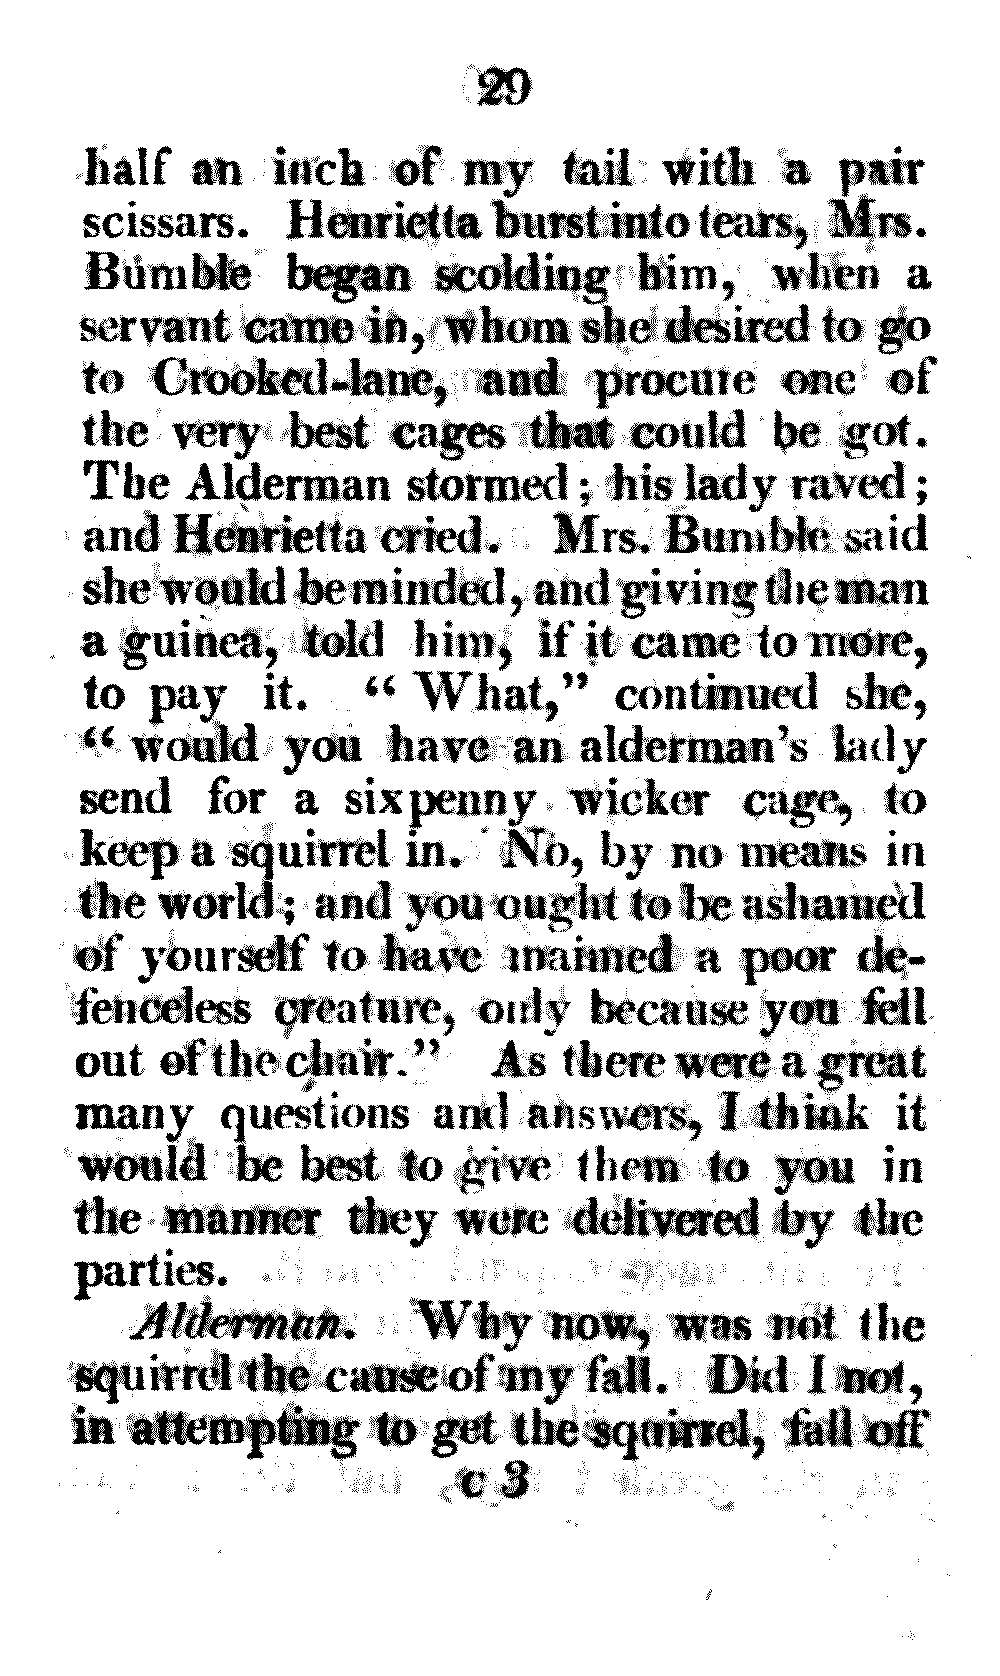 29
half an inch of my tail with a pair
scissars. Henrietta burst into tears, Mrs.
Bumble began scolding him, when a
servant came in, whom she desired to go
to Crooked-lane, and procure one of
the very best cages that could be got.
The Alderman stormed; his lady raved;
and Henrietta cried. Mrs. Bumble said
she would be minded, and giving the man
a guinea, told him, if it came to more,
to pay it. “ What,” continued she,
“ would you have an alderman's lady
send for a sixpenny wicker cage, to
keep a squirrel in. No, by no means in
the world; and you ought to be ashamed
of yourself to have maimed a poor de-
fenceless creature, only because you fell
out of the chair.” As there were a great
many questions and answers, I think it
would be best to give them to you in
the manner they were delivered by the
parties.
Alderman. Why now, was not the
squirrel the cause of my fall. Did I not,
in attempting to get the squirrel, fall off
C 3